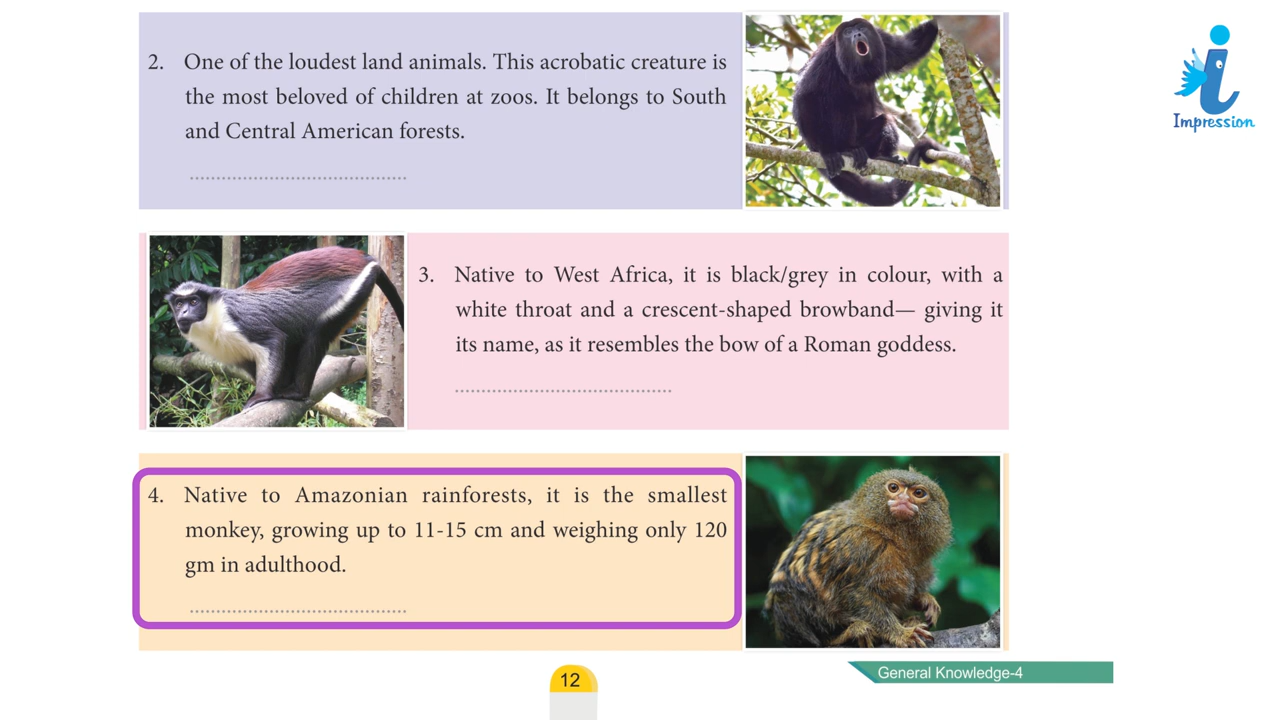 2. One of the loudest land animals. This acrobatic creature is
the most beloved of children at zoos. It belongs to South
and Central American forests.
........................................
3. Native to West Africa, it is black/grey in colour, with a
white throat and a crescent-shaped browband— giving it
its name, as it resembles the bow of a Roman goddess.
........................................
4. Native to Amazonian rainforests, it is the smallest
monkey, growing up to 11-15 cm and weighing only 120
gm in adulthood.
........................................
12
General Knowledge-4
i
Impression